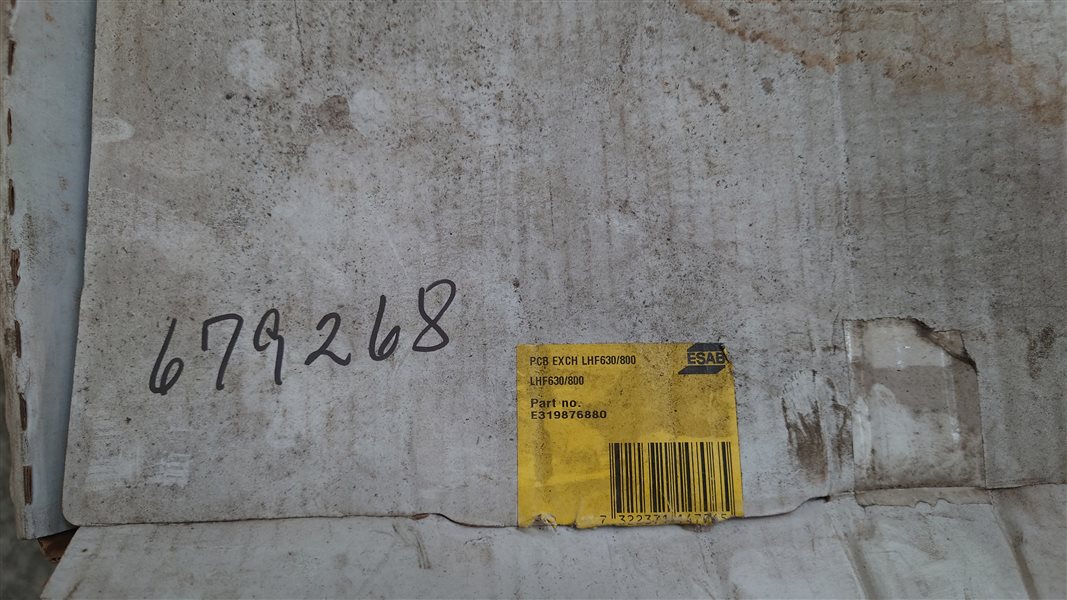 679268
PCB EXCH LHF630/800
ESAB
LHF630/800
Part no.
E319876880